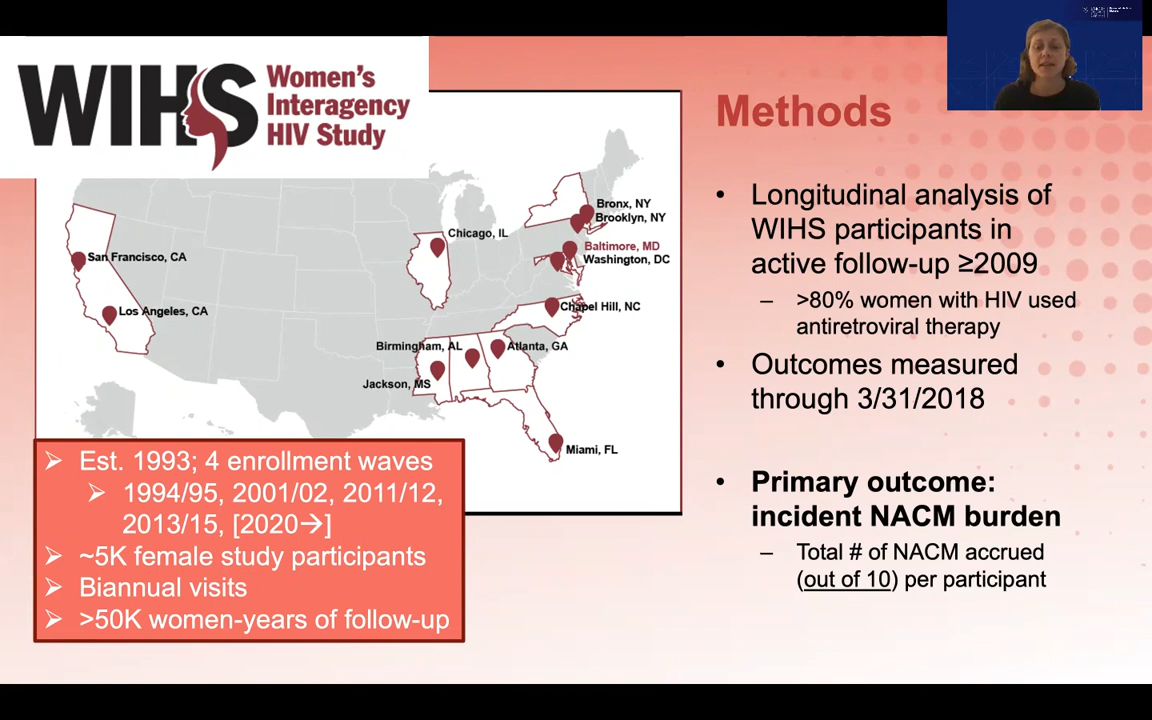 WIHS
Women's
Interagency
HIV Study
Bronx, NY
Brooklyn, NY
Chicago, IL
Baltimore, MD
Washington, DC
San Francisco, CA
Los Angeles, CA
Chapel Hill, NC
Birmingham, AL
Atlanta, GA
Jackson, MS
Miami, FL
➢ Est. 1993; 4 enrollment waves
➢ 1994/95, 2001/02, 2011/12,
2013/15, [2020→]
➢ ~5K female study participants
➢ Biannual visits
➢ >50K women-years of follow-up
Methods
• Longitudinal analysis of
WIHS participants in
active follow-up ≥2009
– >80% women with HIV used
antiretroviral therapy
• Outcomes measured
through 3/31/2018
• Primary outcome:
incident NACM burden
– Total # of NACM accrued
(out of 10) per participant